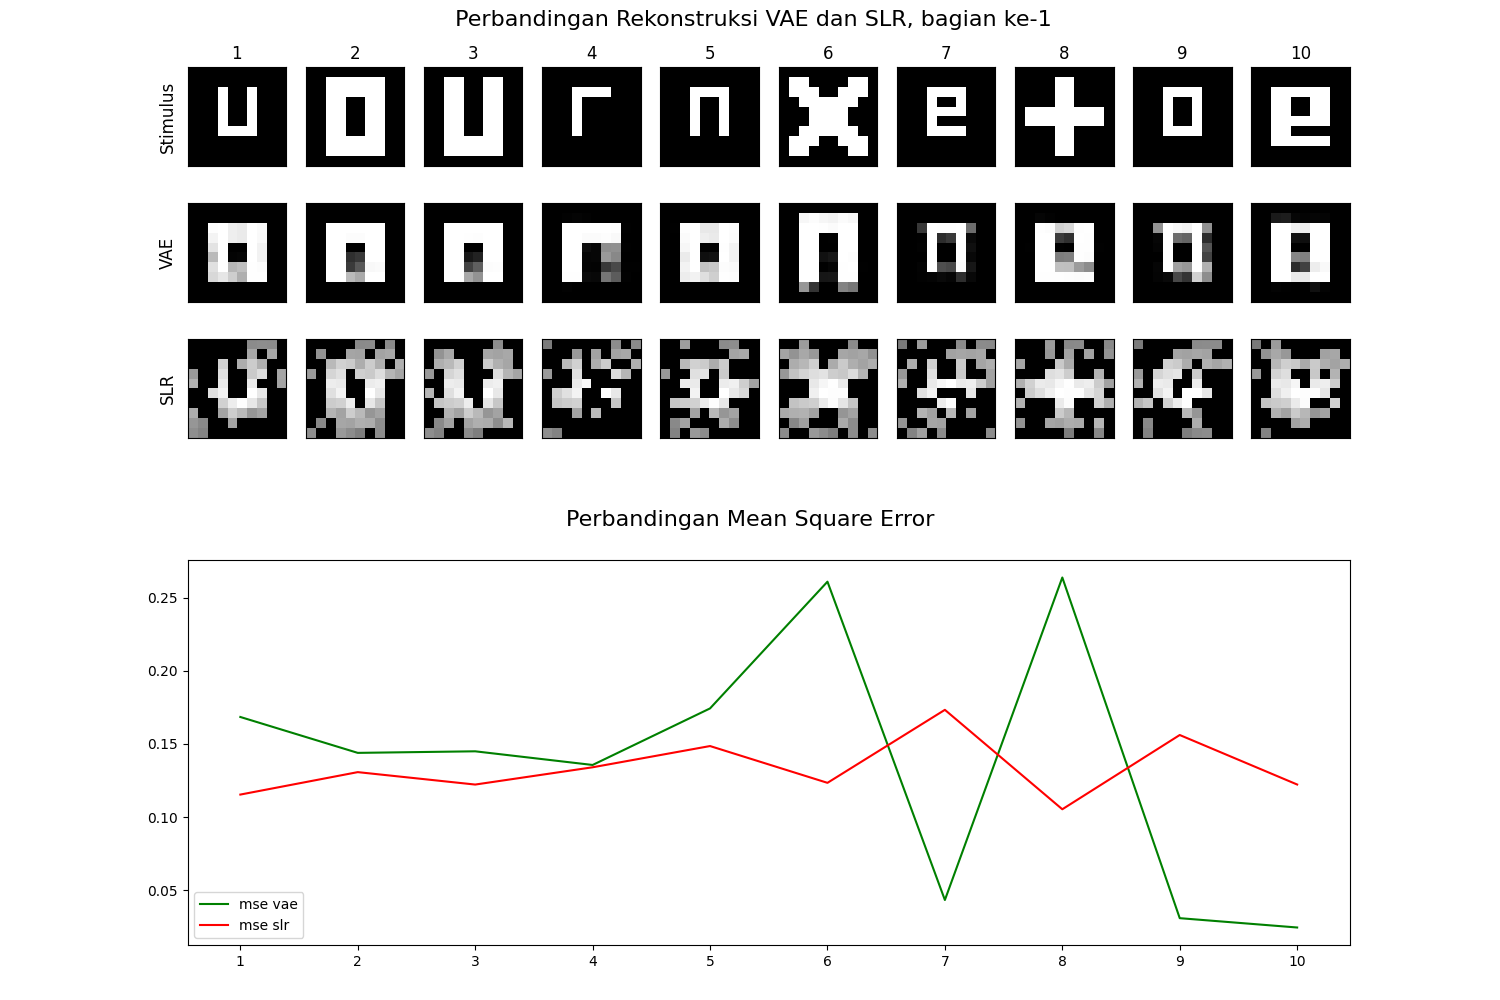 Perbandingan Rekonstruksi VAE dan SLR, bagian ke-1
1 2 3 4 5 6 7 8 9 10
Stimulus
u O U r n X e + o e
VAE
SLR
Perbandingan Mean Square Error
0.25
0.20
0.15
0.10
0.05
mse vae
mse slr
1 2 3 4 5 6 7 8 9 10